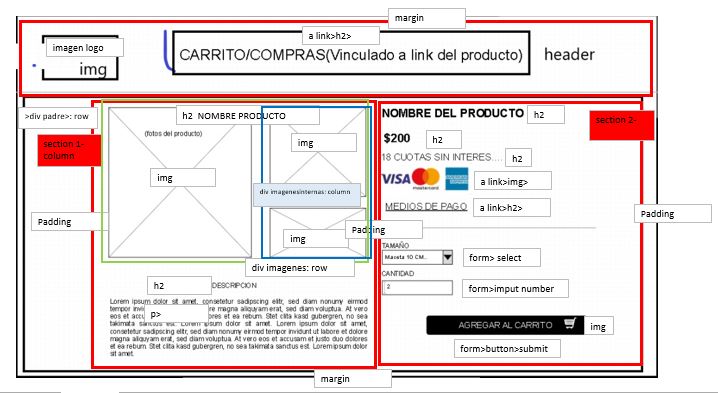 margin
a link>h2>
imagen logo
img
CARRITO/COMPRAS(Vinculado a link del producto)
header
>div padre>: row
section 1-
column
h2 NOMBRE PRODUCTO
(fotos del producto)
img
img
div imagenesinternas: column
img
Padding
Padding
div imagenes: row
h2
DESCRIPCION
p>
Lorem ipsum dolor sit amet, consetetur sadipscing elitr, sed diam nonumy eirmod
tempor invi
magna aliquyam erat, sed diam voluptua. At vero
eos et accu
ores et ea rebum. Stet clita kasd gubergren, no sea
takimata sanctus est. Lorem ipsum dolor sit amet. Lorem ipsum dolor sit amet,
consetetur sadipscing elitr, sed diam nonumy eirmod tempor invidunt ut labore et dolore
magna aliquyam erat, sed diam voluptua. At vero eos et accusam et justo duo dolores
et ea rebum. Stet clita kasd gubergren, no sea takimata sanctus est. Lorem ipsum dolor
sit amet.
NOMBRE DEL PRODUCTO
h2
section 2-
$200
h2
18 CUOTAS SIN INTERES....
h2
VISA
mastercard
AMERICAN
EXPRESS
a link>img>
MEDIOS DE PAGO
a link>h2>
Padding
TAMAÑO
Maceta 10 CM..
form> select
CANTIDAD
2
form>imput number
AGREGAR AL CARRITO
img
form>button>submit
margin